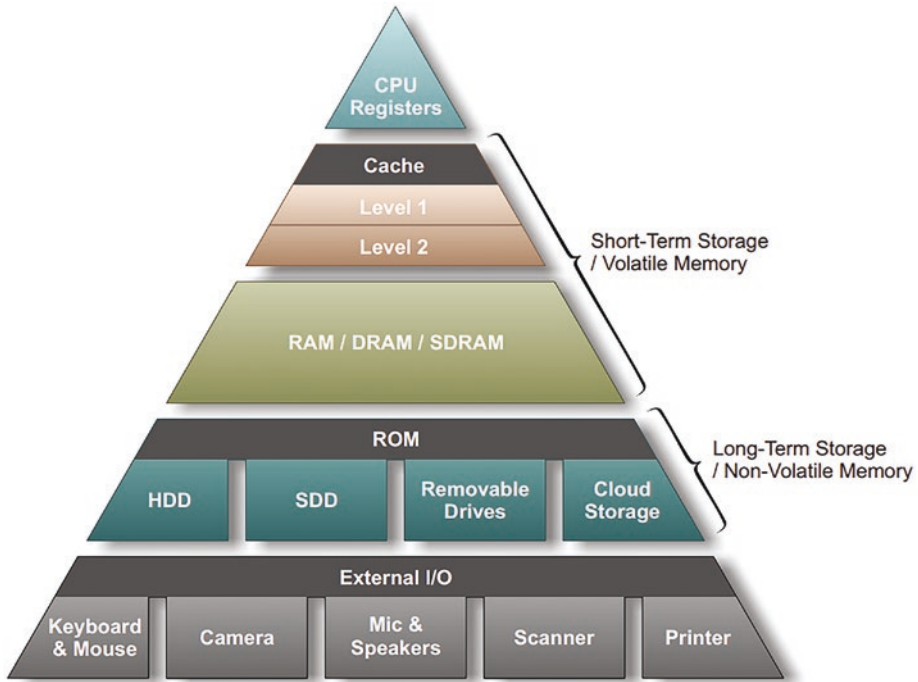 CPU
Registers
Cache
Level 1
Level 2
Short-Term Storage
/ Volatile Memory
RAM / DRAM / SDRAM
ROM
Long-Term Storage
/ Non-Volatile Memory
HDD
SDD
Removable
Drives
Cloud
Storage
External I/O
Keyboard
& Mouse
Camera
Mic &
Speakers
Scanner
Printer